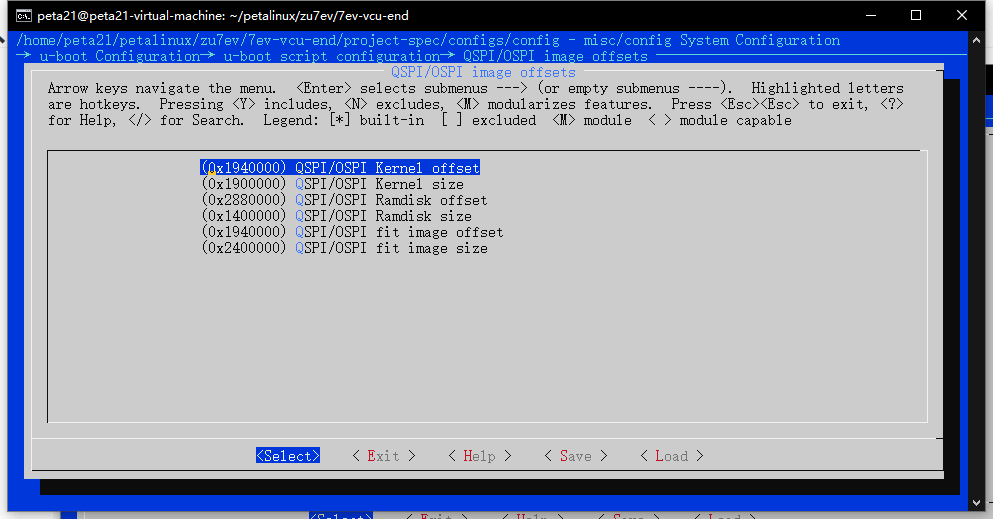 peta21@peta21-virtual-machine: ~/petalinux/zu7ev/7ev-vcu-end
/home/peta21/petalinux/zu7ev/7ev-vcu-end/project-spec/configs/config - misc/config System Configuration
→ u-boot Configuration→ u-boot script configuration→ QSPI/OSPI image offsets
QSPI/OSPI image offsets
Arrow keys navigate the menu. <Enter> selects submenus ---> (or empty submenus ----). Highlighted letters
are hotkeys. Pressing <Y> includes, <N> excludes, <M> modularizes features. Press <Esc><Esc> to exit, <?>
for Help, </> for Search. Legend: [*] built-in [ ] excluded <M> module < > module capable
(0x1940000) QSPI/OSPI Kernel offset
(0x1900000) QSPI/OSPI Kernel size
(0x2880000) QSPI/OSPI Ramdisk offset
(0x1400000) QSPI/OSPI Ramdisk size
(0x1940000) QSPI/OSPI fit image offset
(0x2400000) QSPI/OSPI fit image size
<Select> < Exit > < Help > < Save > < Load >
<Select> < Exit > < Help > < Save > < Load >